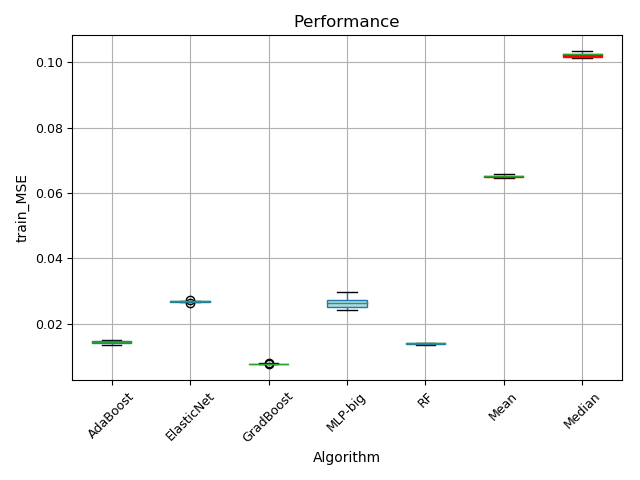 Performance
train_MSE
0.10
0.08
0.06
0.04
0.02
AdaBoost
ElasticNet
GradBoost
MLP-big
RF
Mean
Median
Algorithm